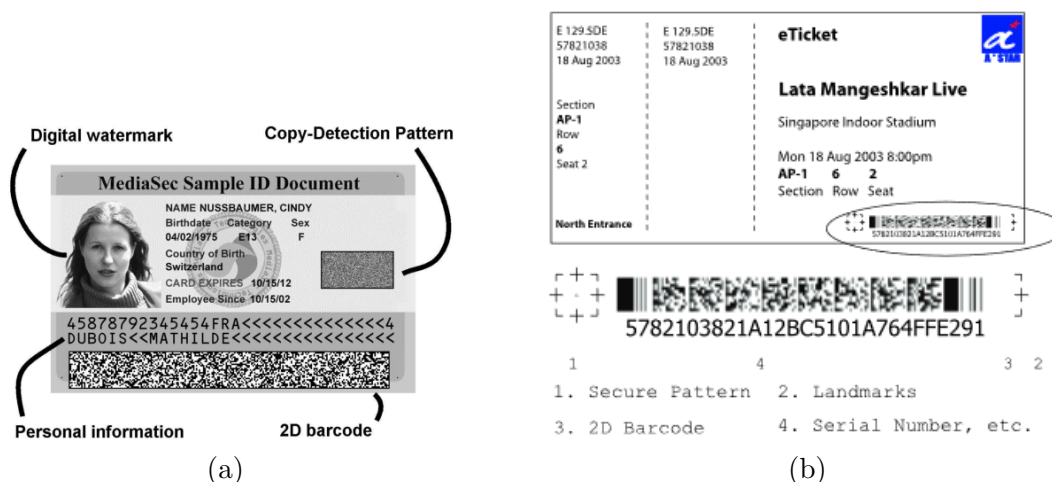 Digital watermark
Copy-Detection Pattern
MediaSec Sample ID Document
NAME NUSSBAUMER, CINDY
Birthdate Category Sex
04/02/1975 E13 F
Country of Birth
Switzerland
CARD EXPIRES 10/15/12
Employee Since 10/15/02
45878792345454FRA<<<<<<<<<<<<<<<4
DUBOIS<<MATHILDE<<<<<<<<<<<<<<<<<
Personal information
2D barcode
(a)
E 129.5DE
57821038
18 Aug 2003
Section
AP-1
Row
6
Seat 2
North Entrance
E 129.5DE
57821038
18 Aug 2003
eTicket
A*STAR
Lata Mangeshkar Live
Singapore Indoor Stadium
Mon 18 Aug 2003 8:00pm
AP-1 6 2
Section Row Seat
5782103821A12BC5101A764FFE291
5782103821A12BC5101A764FFE291
1 4 3 2
1. Secure Pattern 2. Landmarks
3. 2D Barcode 4. Serial Number, etc.
(b)